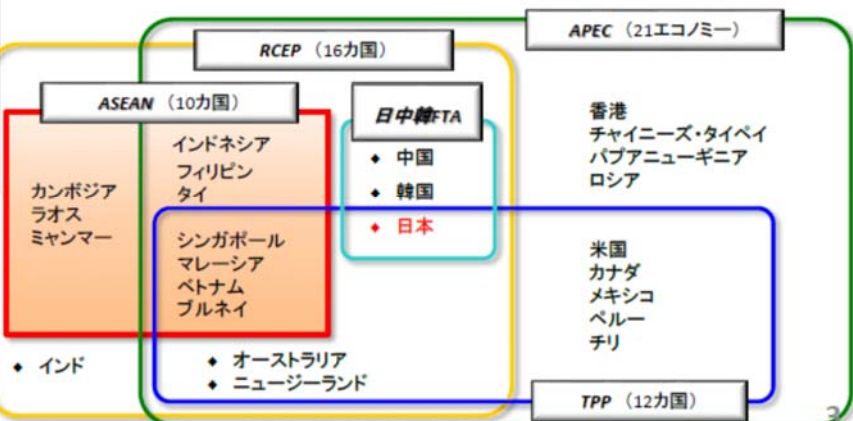 APEC（21エコノミー）
RCEP（16カ国）
ASEAN（10カ国）
日中韓FTA
香港
チャイニーズ・タイペイ
パプアニューギニア
ロシア
インドネシア
フィリピン
タイ
カンボジア
ラオス
ミャンマー
◆ 中国
◆ 韓国
◆ 日本
シンガポール
マレーシア
ベトナム
ブルネイ
米国
カナダ
メキシコ
ペルー
チリ
◆ インド
◆ オーストラリア
◆ ニュージーランド
TPP（12カ国）
3